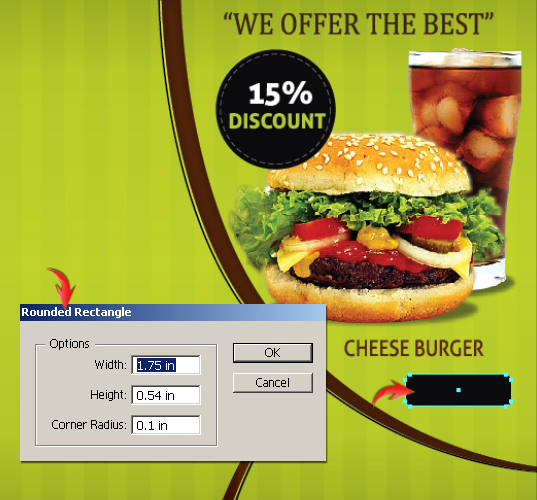 “WE OFFER THE BEST”
15%
DISCOUNT
CHEESE BURGER
Rounded Rectangle
Options
Width: 1.75 in
Height: 0.54 in
Corner Radius: 0.1 in
OK
Cancel